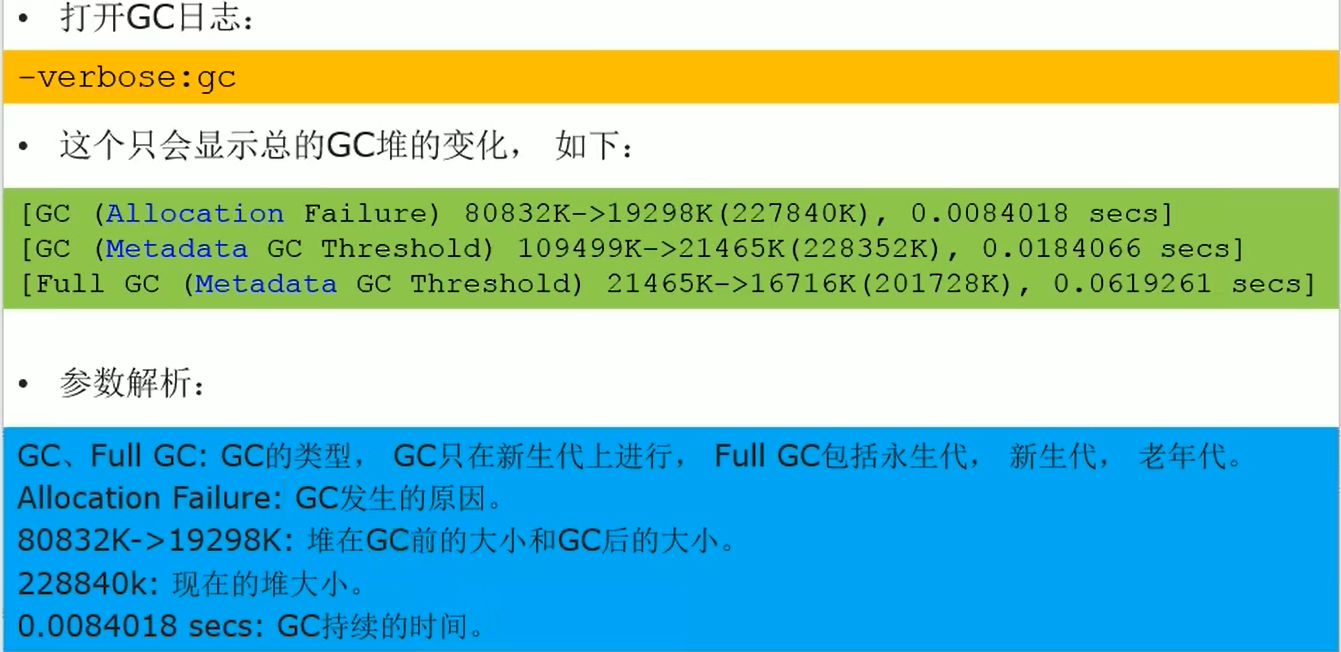 • 打开GC日志：
-verbose:gc
• 这个只会显示总的GC堆的变化， 如下：
[GC (Allocation Failure) 80832K->19298K(227840K), 0.0084018 secs]
[GC (Metadata GC Threshold) 109499K->21465K(228352K), 0.0184066 secs]
[Full GC (Metadata GC Threshold) 21465K->16716K(201728K), 0.0619261 secs]
• 参数解析：
GC、Full GC: GC的类型， GC只在新生代上进行， Full GC包括永生代， 新生代， 老年代。
Allocation Failure: GC发生的原因。
80832K->19298K: 堆在GC前的大小和GC后的大小。
228840k: 现在的堆大小。
0.0084018 secs: GC持续的时间。